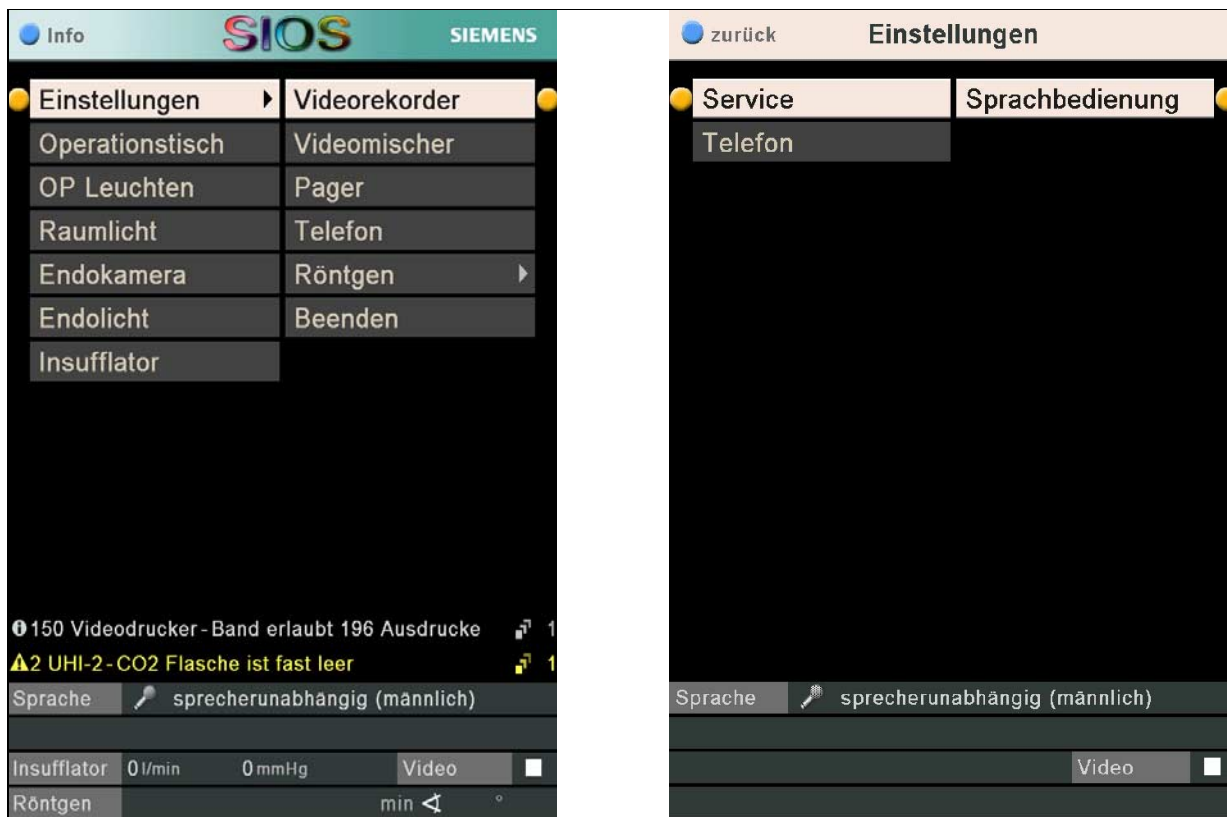 Info SIOS SIEMENS
Einstellungen Videorekorder
Operationstisch Videomischer
OP Leuchten Pager
Raumlicht Telefon
Endokamera Röntgen
Endolicht Beenden
Insufflator
150 Videodrucker-Band erlaubt 196 Ausdrucke 1
2 UHI-2-CO2 Flasche ist fast leer 1
Sprache sprecherunabhängig (männlich)
Insufflator 0 l/min 0 mmHg Video
Röntgen min °
zurück Einstellungen
Service Sprachbedienung
Telefon
Sprache sprecherunabhängig (männlich)
Video